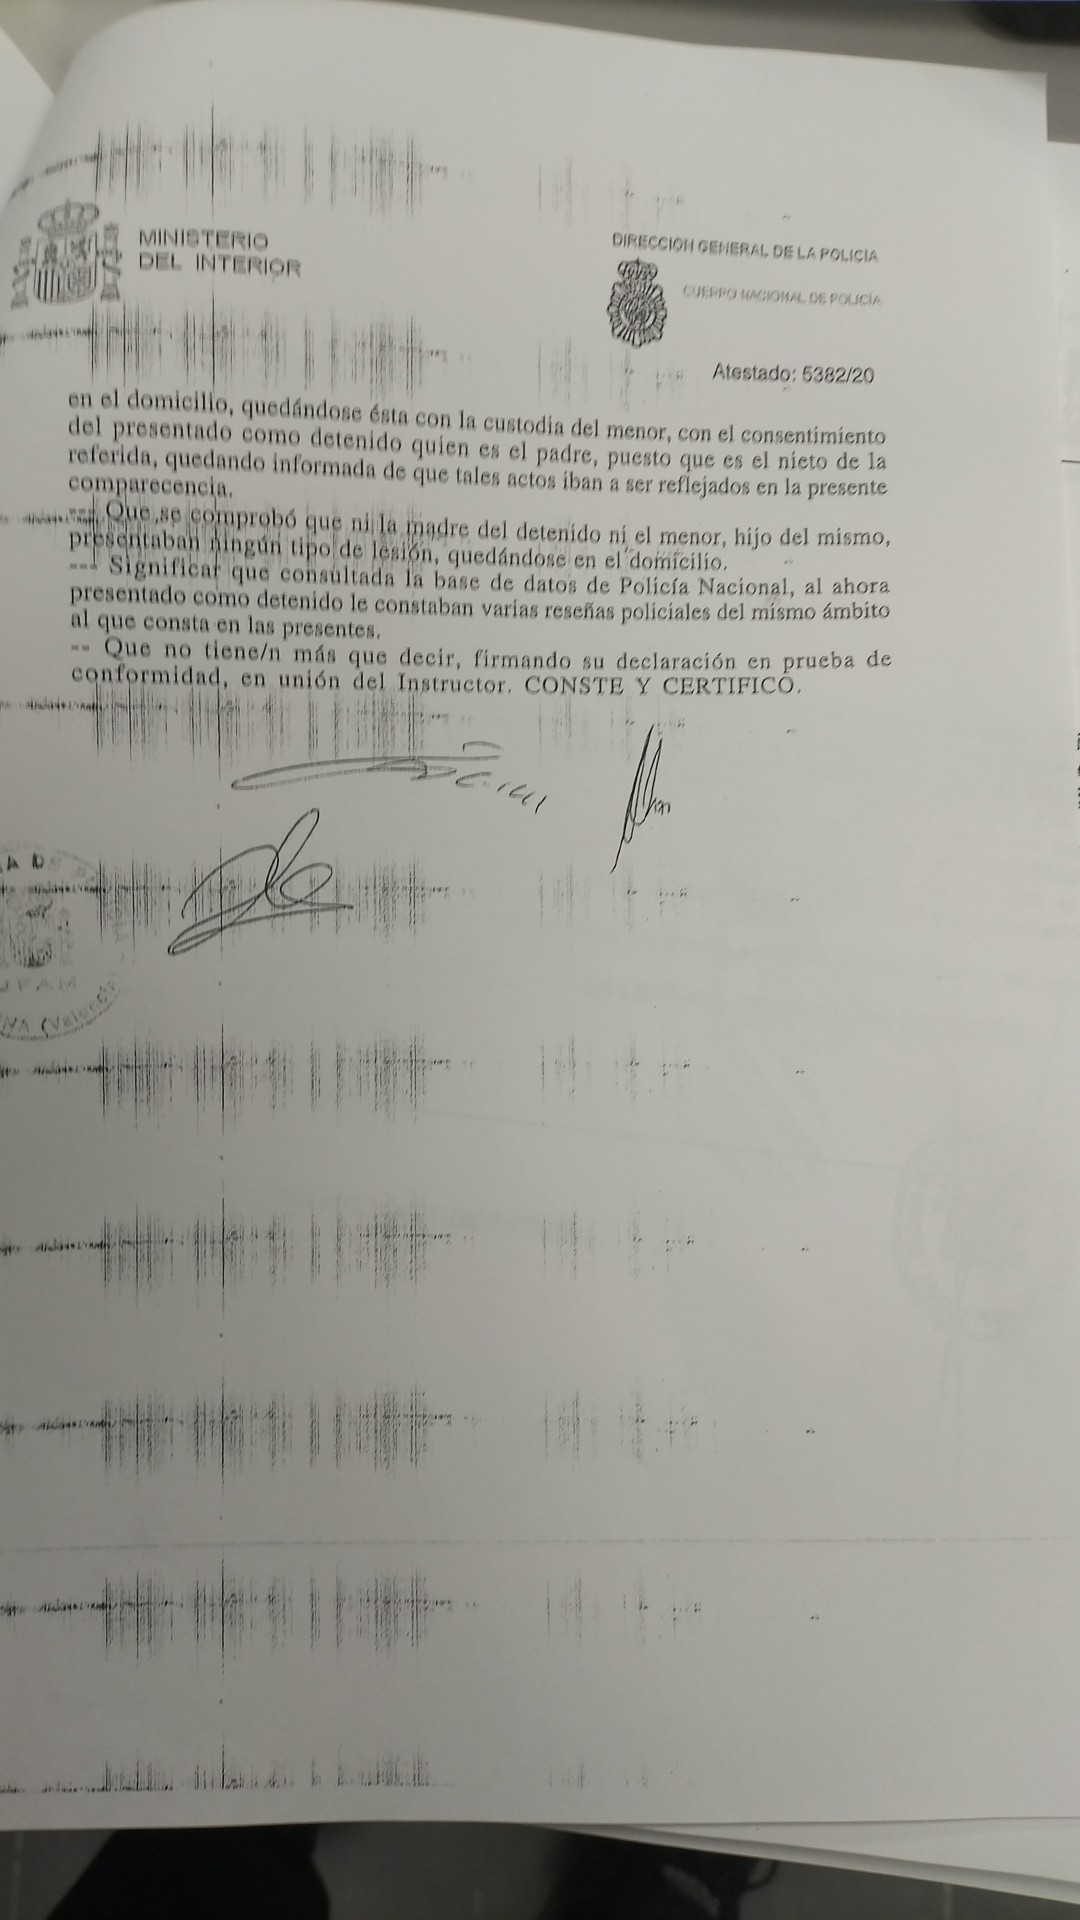 MINISTERIO
DEL INTERIOR
DIRECCION GENERAL DE LA POLICIA
CUERPO NACIONAL DE POLICÍA
Atestado: 5382/20
en el domicilio, quedándose ésta con la custodia del menor, con el consentimiento
del presentado como detenido quien es el padre, puesto que es el nieto de la
referida, quedando informada de que tales actos iban a ser reflejados en la presente
comparecencia.
--- Que se comprobó que ni la madre del detenido ni el menor, hijo del mismo,
presentaban ningún tipo de lesión, quedándose en el domicilio.
--- Significar que consultada la base de datos de Policía Nacional, al ahora
presentado como detenido le constaban varias reseñas policiales del mismo ámbito
al que consta en las presentes.
-- Que no tiene/n más que decir, firmando su declaración en prueba de
conformidad, en unión del Instructor. CONSTE Y CERTIFICO.
(Valencia